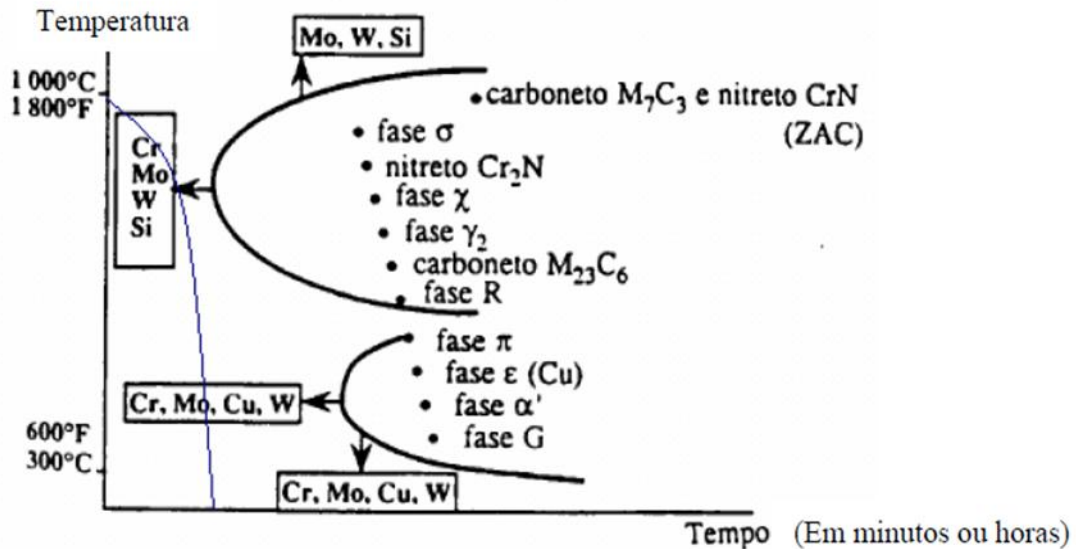 Temperatura
Mo, W, Si
1 000°C
1 800°F
carboneto M₇C₃ e nitreto CrN
(ZAC)
Cr
Mo
W
Si
fase σ
nitreto Cr₂N
fase χ
fase γ₂
carboneto M₂₃C₆
fase R
fase π
fase ε (Cu)
Cr, Mo, Cu, W
fase α'
fase G
600°F
300°C
Cr, Mo, Cu, W
Tempo (Em minutos ou horas)